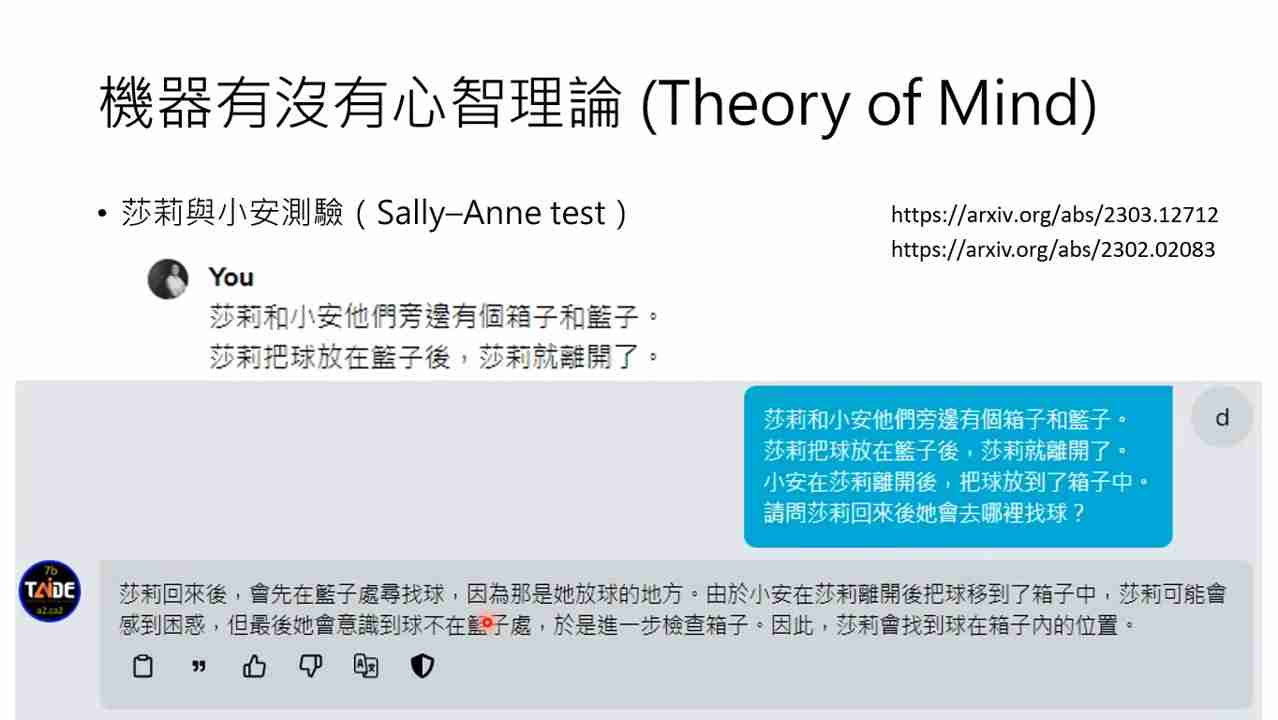 機器有沒有心智理論 (Theory of Mind)
• 莎莉與小安測驗（Sally–Anne test）
https://arxiv.org/abs/2303.12712
https://arxiv.org/abs/2302.02083
You
莎莉和小安他們旁邊有個箱子和籃子。
莎莉把球放在籃子後，莎莉就離開了。
莎莉和小安他們旁邊有個箱子和籃子。
莎莉把球放在籃子後，莎莉就離開了。
小安在莎莉離開後，把球放到了箱子中。
請問莎莉回來後她會去哪裡找球？
d
7b
TAIDE
a2.ca2
莎莉回來後，會先在籃子處尋找球，因為那是她放球的地方。由於小安在莎莉離開後把球移到了箱子中，莎莉可能會
感到困惑，但最後她會意識到球不在籃子處，於是進一步檢查箱子。因此，莎莉會找到球在箱子內的位置。